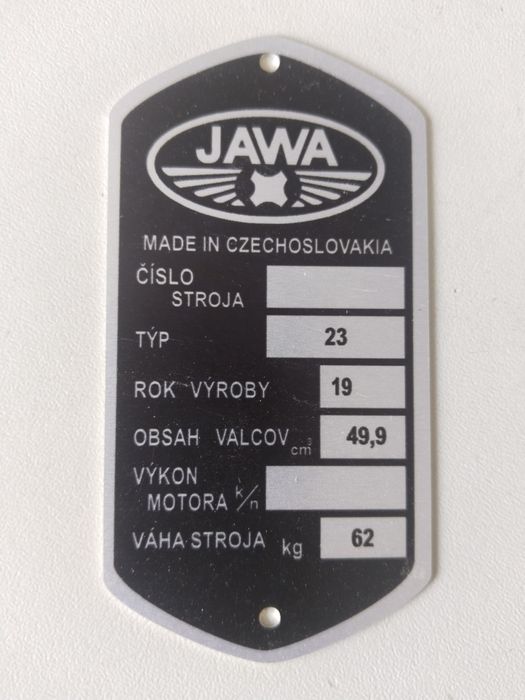 JAWA
MADE IN CZECHOSLOVAKIA
ČÍSLO
STROJA
TÝP 23
ROK VÝROBY 19
OBSAH VALCOV cm³ 49,9
VÝKON
MOTORA k/n
VÁHA STROJA kg 62